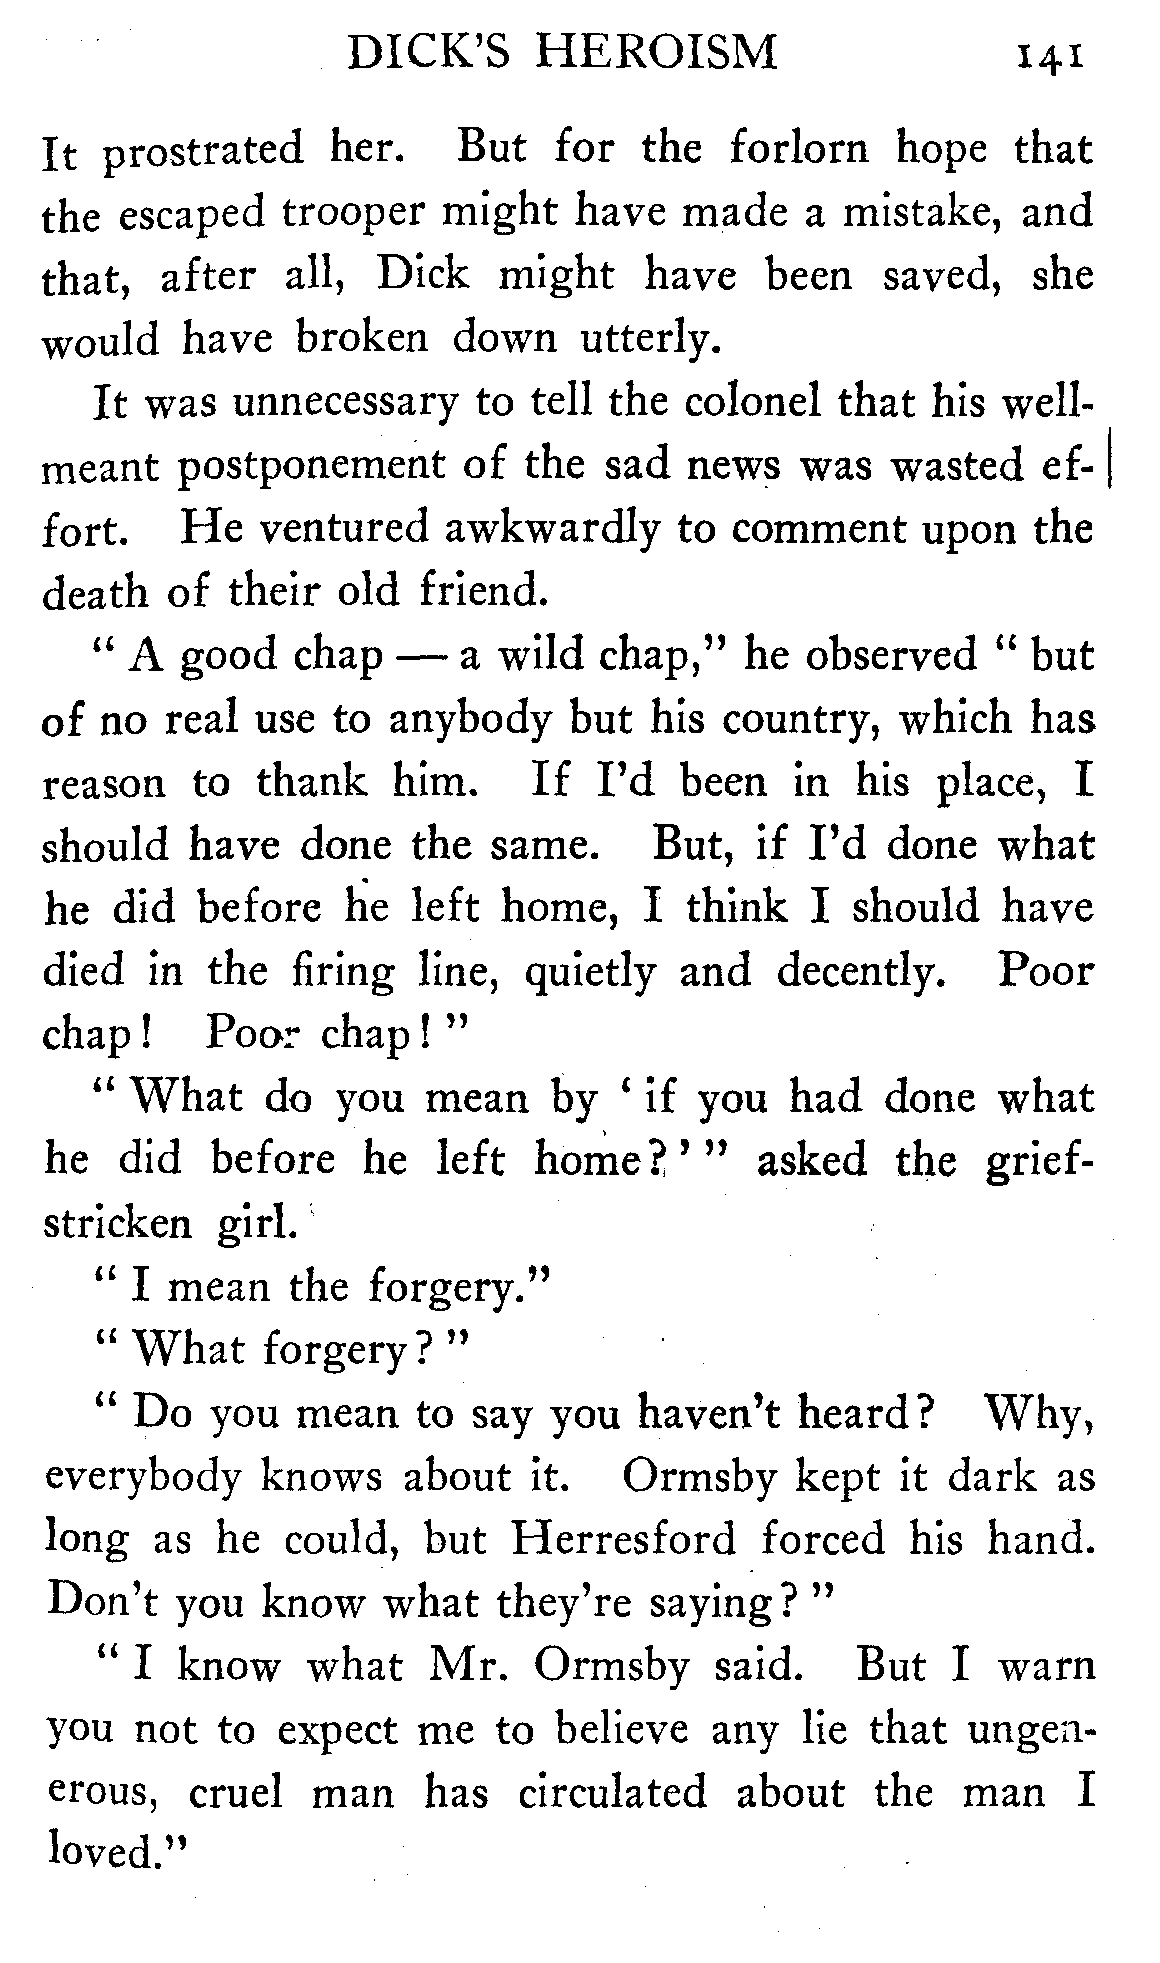 DICK'S HEROISM 141
It prostrated her. But for the forlorn hope that
the escaped trooper might have made a mistake, and
that, after all, Dick might have been saved, she
would have broken down utterly.
It was unnecessary to tell the colonel that his well-
meant postponement of the sad news was wasted ef-
fort. He ventured awkwardly to comment upon the
death of their old friend.
“ A good chap — a wild chap,” he observed “ but
of no real use to anybody but his country, which has
reason to thank him. If I’d been in his place, I
should have done the same. But, if I’d done what
he did before he left home, I think I should have
died in the firing line, quietly and decently. Poor
chap! Poor chap! ”
“ What do you mean by ‘ if you had done what
he did before he left home?’ ” asked the grief-
stricken girl.
“ I mean the forgery.”
“ What forgery? ”
“ Do you mean to say you haven’t heard? Why,
everybody knows about it. Ormsby kept it dark as
long as he could, but Herresford forced his hand.
Don’t you know what they’re saying? ”
“ I know what Mr. Ormsby said. But I warn
you not to expect me to believe any lie that ungen-
erous, cruel man has circulated about the man I
loved.”